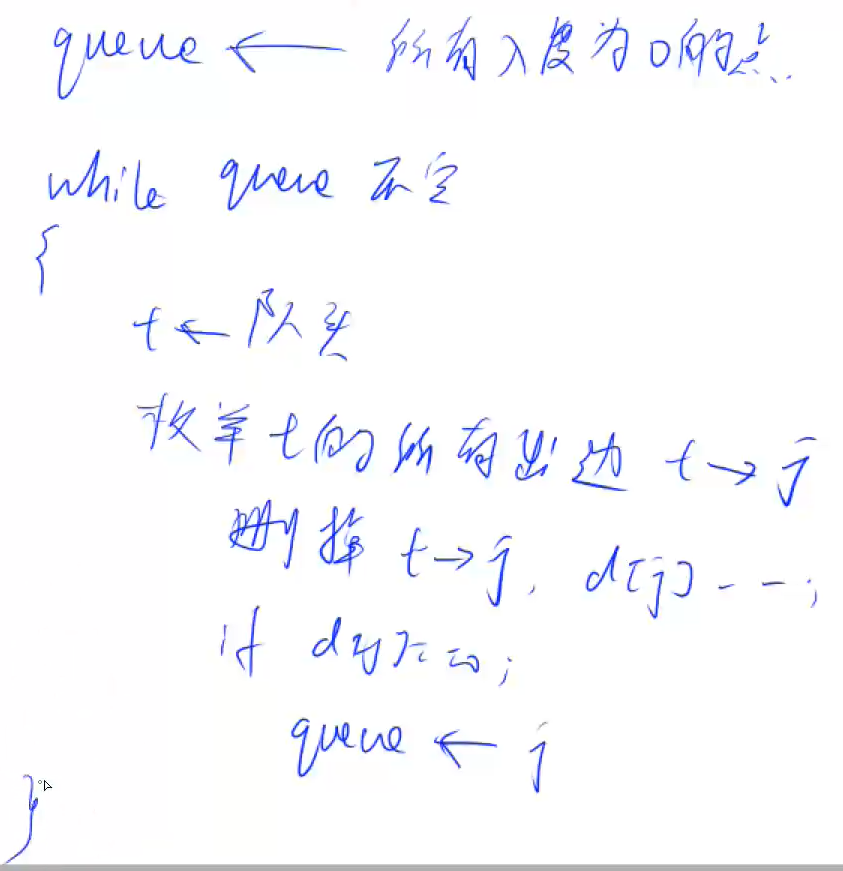 queue ← 所有入度为0的点
while queue 不空
{
t ← 队头
枚举 t 的所有出边 t → j
删掉 t → j, d[j]--;
if d[j] == 0;
queue ← j
}